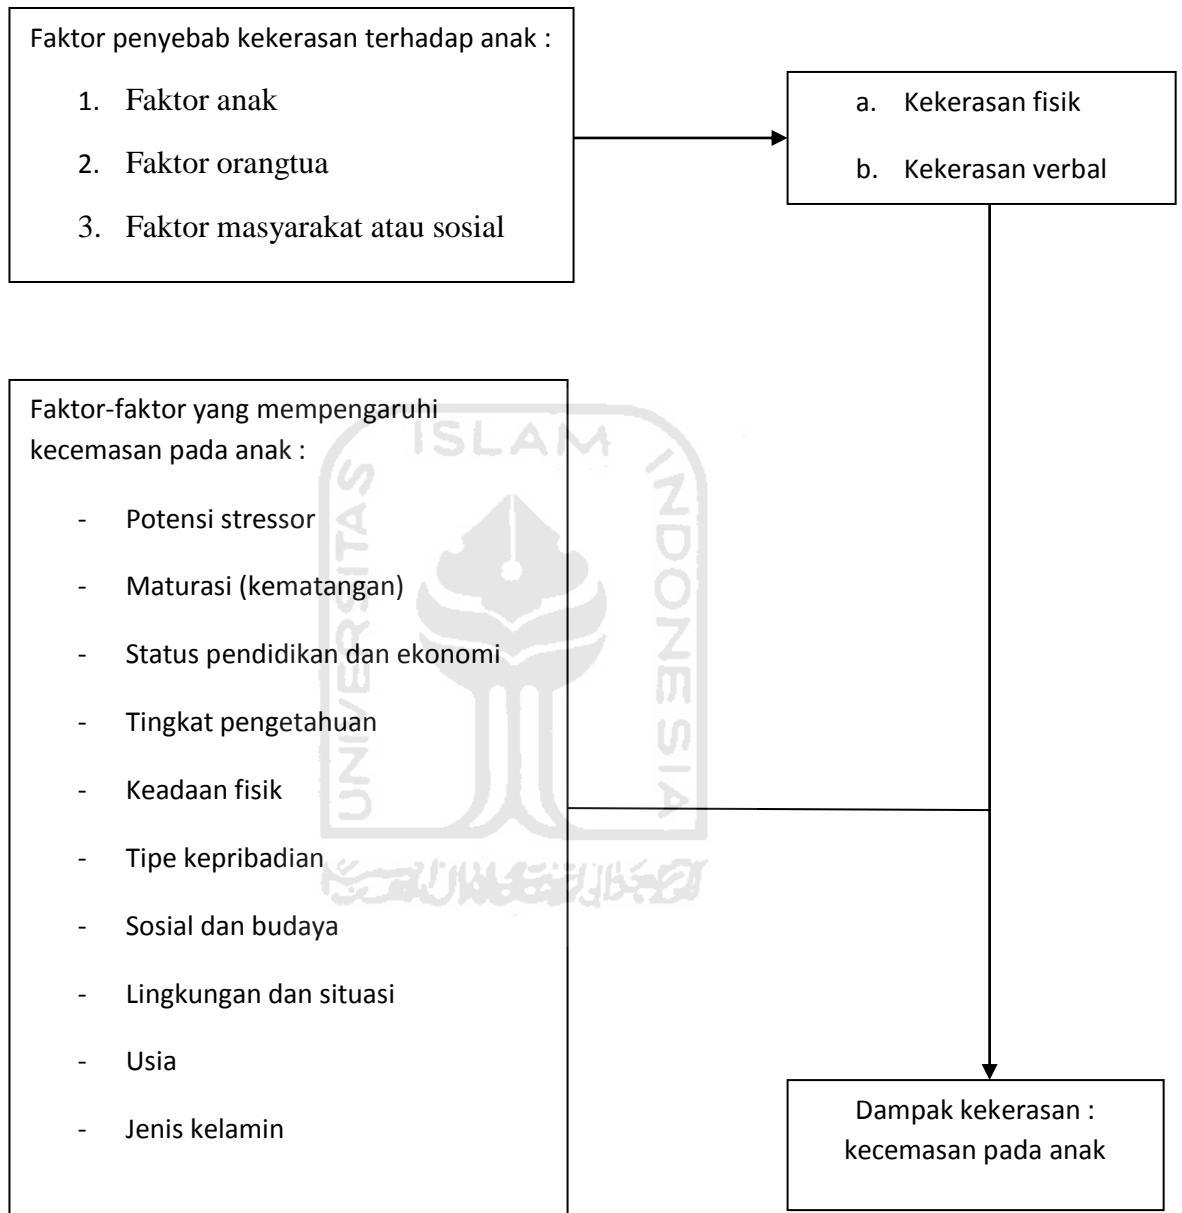 Faktor penyebab kekerasan terhadap anak :
1. Faktor anak
2. Faktor orangtua
3. Faktor masyarakat atau sosial
a. Kekerasan fisik
b. Kekerasan verbal
Faktor-faktor yang mempengaruhi
kecemasan pada anak :
- Potensi stressor
- Maturasi (kematangan)
- Status pendidikan dan ekonomi
- Tingkat pengetahuan
- Keadaan fisik
- Tipe kepribadian
- Sosial dan budaya
- Lingkungan dan situasi
- Usia
- Jenis kelamin
Dampak kekerasan :
kecemasan pada anak
UNIVERSITAS
ISLAM
INDONESIA